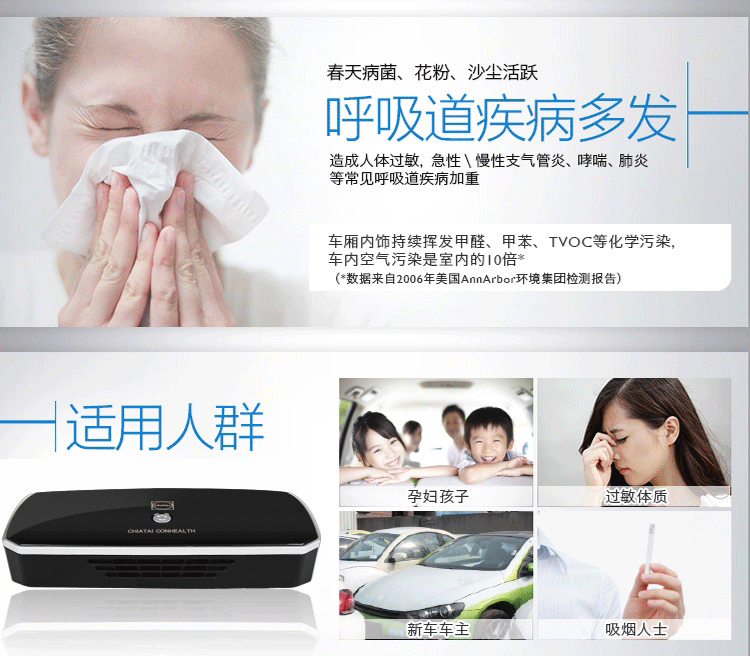 春天病菌、花粉、沙尘活跃
呼吸道疾病多发
造成人体过敏, 急性\慢性支气管炎、哮喘、肺炎
等常见呼吸道疾病加重
车厢内饰持续挥发甲醛、甲苯、TVOC等化学污染,
车内空气污染是室内的10倍*
(*数据来自2006年美国AnnArbor环境集团检测报告)
适用人群
CHIATAI CONHEALTH
孕妇孩子
过敏体质
新车车主
吸烟人士